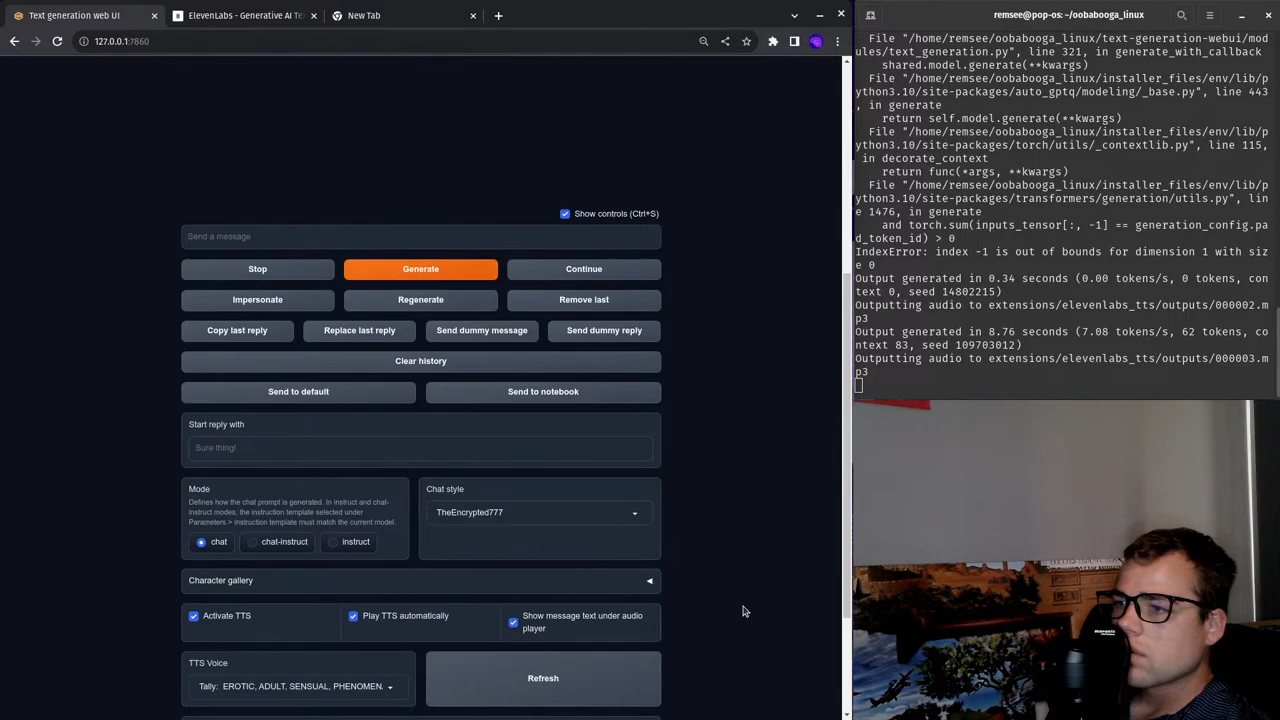 Text generation web UI
ElevenLabs - Generative AI Te
New Tab
127.0.0.1:7860
Show controls (Ctrl+S)
Send a message
Stop
Generate
Continue
Impersonate
Regenerate
Remove last
Copy last reply
Replace last reply
Send dummy message
Send dummy reply
Clear history
Send to default
Send to notebook
Start reply with
Sure thing!
Mode
Defines how the chat prompt is generated. In instruct and chat-
instruct modes, the instruction template selected under
Parameters > Instruction template must match the current model.
chat
chat-instruct
instruct
Chat style
TheEncrypted777
Character gallery
Activate TTS
Play TTS automatically
Show message text under audio
player
TTS Voice
Tally: EROTIC, ADULT, SENSUAL, PHENOMEN.
Refresh
remsee@pop-os: ~/oobabooga_linux
File "/home/remsee/oobabooga_linux/text-generation-webui/mod
ules/text_generation.py", line 321, in generate_with_callback
shared.model.generate(**kwargs)
File "/home/remsee/oobabooga_linux/installer_files/env/lib/p
ython3.10/site-packages/auto_gptq/modeling/_base.py", line 443
, in generate
return self.model.generate(**kwargs)
File "/home/remsee/oobabooga_linux/installer_files/env/lib/p
ython3.10/site-packages/torch/utils/_contextlib.py", line 115,
in decorate_context
return func(*args, **kwargs)
File "/home/remsee/oobabooga_linux/installer_files/env/lib/p
ython3.10/site-packages/transformers/generation/utils.py", lin
e 1476, in generate
and torch.sum(inputs_tensor[:, -1] == generation_config.pa
d_token_id) > 0
IndexError: index -1 is out of bounds for dimension 1 with siz
e 0
Output generated in 0.34 seconds (0.00 tokens/s, 0 tokens, con
text 0, seed 14802215)
Outputting audio to extensions/elevenlabs_tts/outputs/000002.m
p3
Output generated in 8.76 seconds (7.08 tokens/s, 62 tokens, co
ntext 83, seed 109703012)
Outputting audio to extensions/elevenlabs_tts/outputs/000003.m
p3